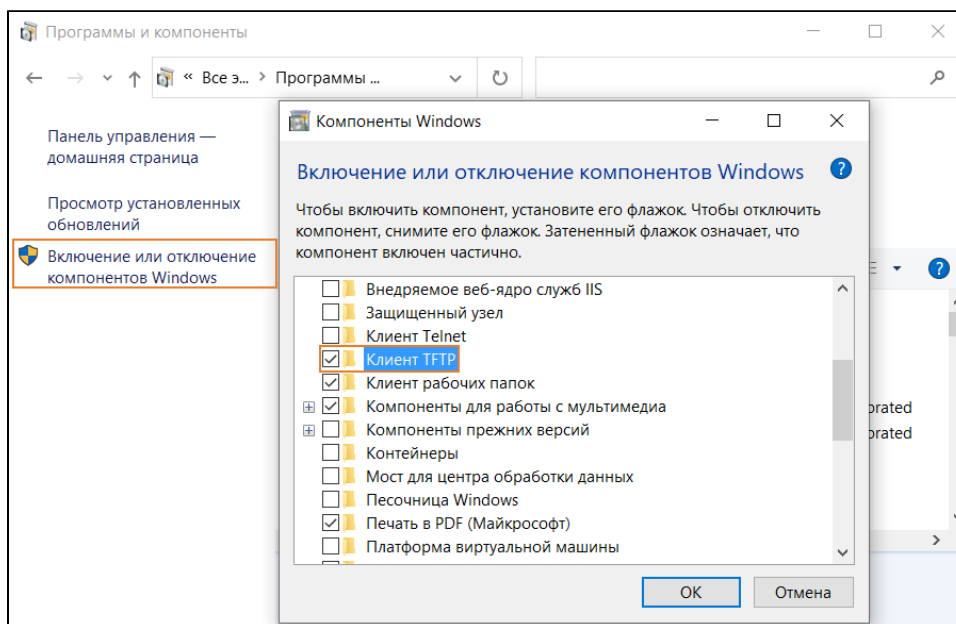 Программы и компоненты
« Все э... > Программы ...
Панель управления —
домашняя страница
Просмотр установленных
обновлений
Включение или отключение
компонентов Windows
Компоненты Windows
Включение или отключение компонентов Windows
Чтобы включить компонент, установите его флажок. Чтобы отключить
компонент, снимите его флажок. Затененный флажок означает, что
компонент включен частично.
Внедряемое веб-ядро служб IIS
Защищенный узел
Клиент Telnet
Клиент TFTP
Клиент рабочих папок
Компоненты для работы с мультимедиа
Компоненты прежних версий
Контейнеры
Мост для центра обработки данных
Песочница Windows
Печать в PDF (Майкрософт)
Платформа виртуальной машины
orated
orated
OK
Отмена